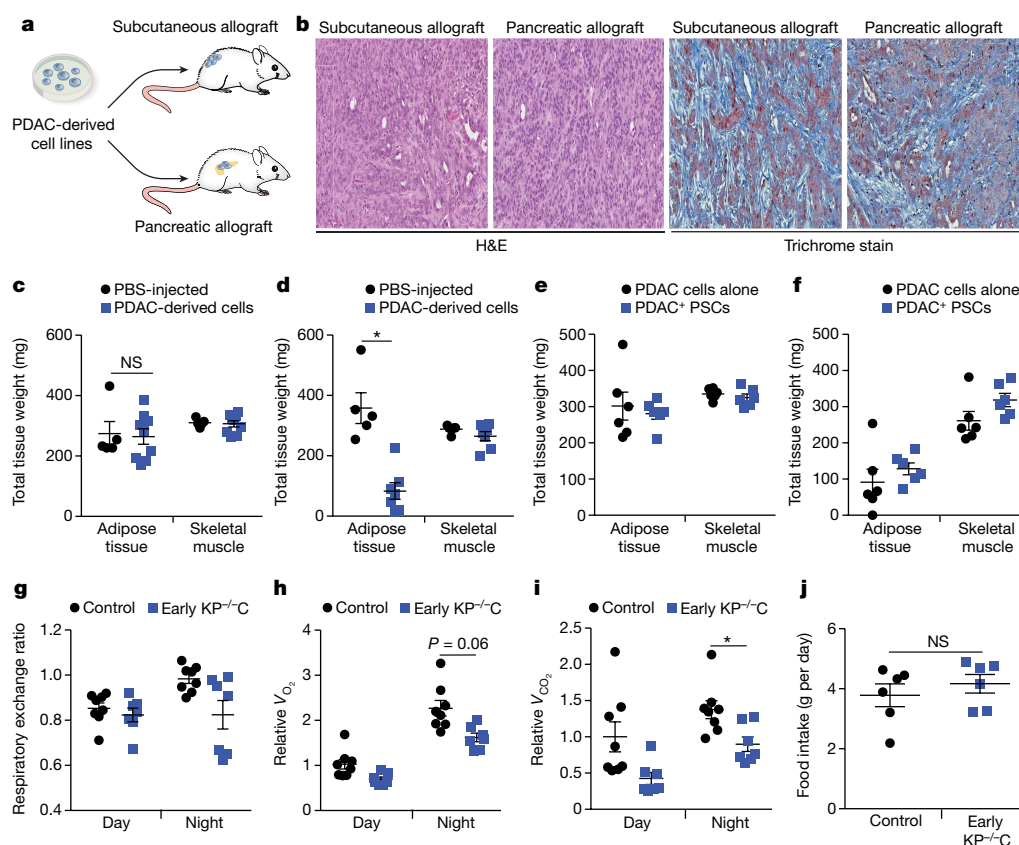 a
Subcutaneous allograft
PDAC-derived
cell lines
Pancreatic allograft
b
Subcutaneous allograft
Pancreatic allograft
Subcutaneous allograft
Pancreatic allograft
H&E
Trichrome stain
c
PBS-injected
PDAC-derived cells
Total tissue weight (mg)
600
400
200
0
NS
Adipose
tissue
Skeletal
muscle
d
PBS-injected
PDAC-derived cells
Total tissue weight (mg)
600
400
200
0
*
Adipose
tissue
Skeletal
muscle
e
PDAC cells alone
PDAC⁺ PSCs
Total tissue weight (mg)
500
400
300
200
100
0
Adipose
tissue
Skeletal
muscle
f
PDAC cells alone
PDAC⁺ PSCs
Total tissue weight (mg)
500
400
300
200
100
0
Adipose
tissue
Skeletal
muscle
g
Control
Early KP⁻/⁻C
Respiratory exchange ratio
1.2
1.0
0.8
0.6
0.4
Day
Night
h
Control
Early KP⁻/⁻C
Relative VO₂
4
3
2
1
0
P = 0.06
Day
Night
i
Control
Early KP⁻/⁻C
Relative VCO₂
2.5
2.0
1.5
1.0
0.5
0
*
Day
Night
j
Food intake (g per day)
6
4
2
0
NS
Control
Early
KP⁻/⁻C